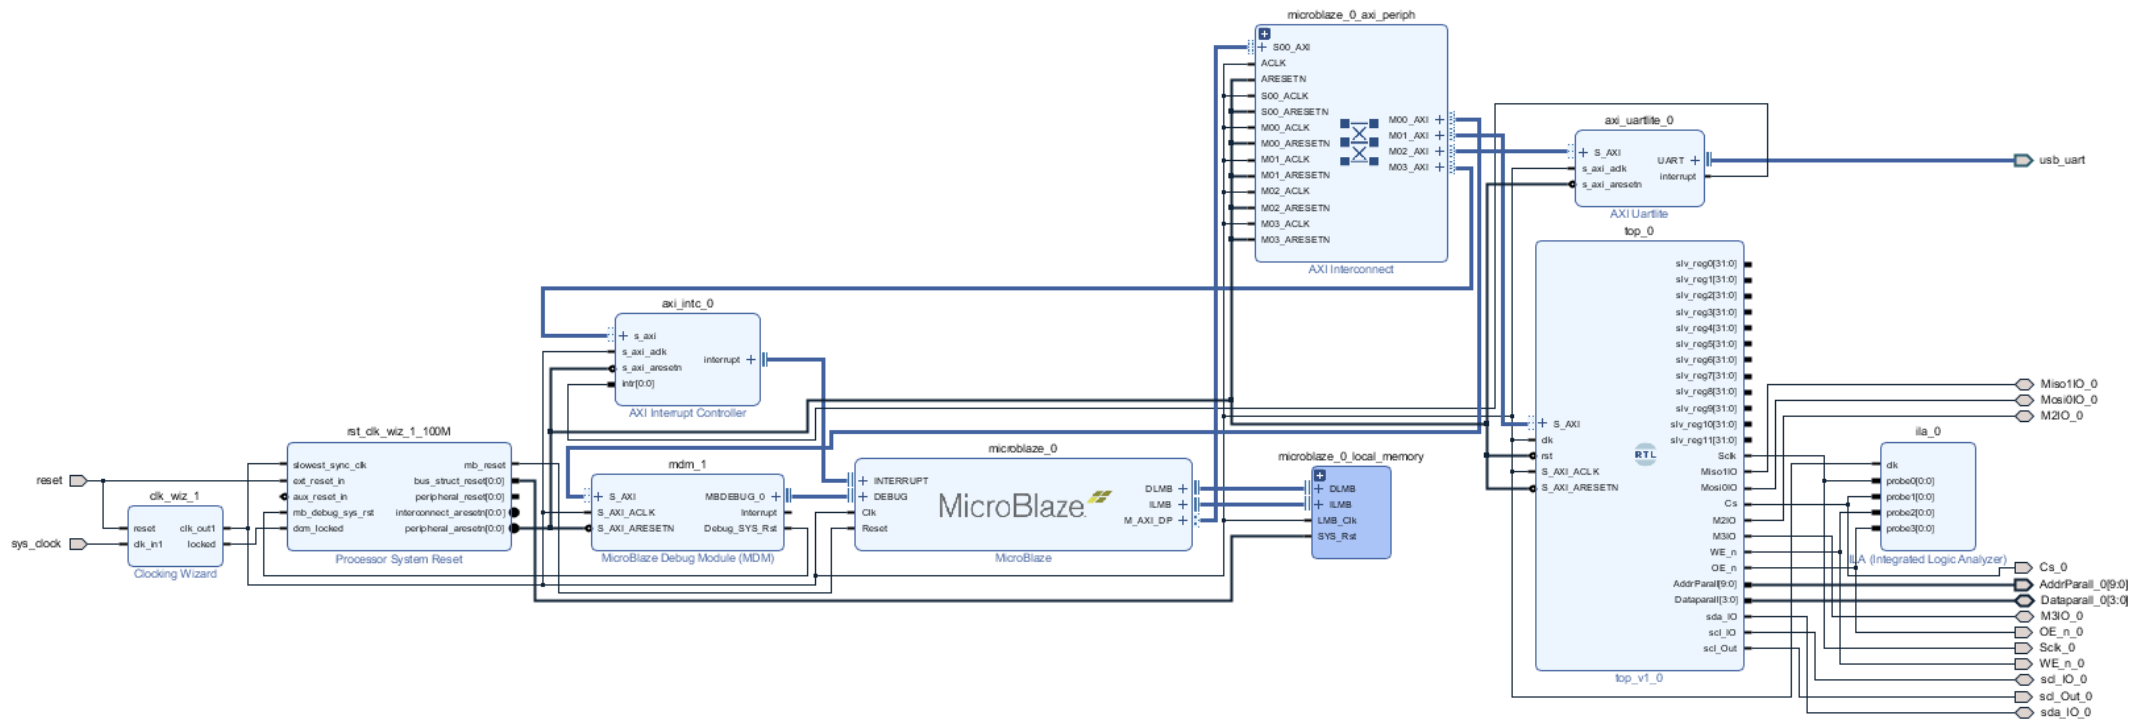 microblaze_0_axi_periph
S00_AXI
ACLK
ARESETN
S00_ACLK
S00_ARESETN
M00_ACLK
M00_ARESETN
M01_ACLK
M01_ARESETN
M02_ACLK
M02_ARESETN
M03_ACLK
M03_ARESETN
M00_AXI
M01_AXI
M02_AXI
M03_AXI
AXI Interconnect
axi_uartlite_0
S_AXI
s_axi_aclk
s_axi_aresetn
UART
interrupt
AXI Uartlite
usb_uart
axi_intc_0
s_axi
s_axi_aclk
s_axi_aresetn
intr[0:0]
interrupt
AXI Interrupt Controller
rst_clk_wiz_1_100M
slowest_sync_clk
ext_reset_in
aux_reset_in
mb_debug_sys_rst
dcm_locked
mb_reset
bus_struct_reset[0:0]
peripheral_reset[0:0]
interconnect_aresetn[0:0]
peripheral_aresetn[0:0]
Processor System Reset
reset
sys_clock
clk_wiz_1
reset
clk_in1
clk_out1
locked
Clocking Wizard
mdm_1
S_AXI
S_AXI_ACLK
S_AXI_ARESETN
MBDEBUG_0
Interrupt
Debug_SYS_Rst
MicroBlaze Debug Module (MDM)
microblaze_0
INTERRUPT
DEBUG
Clk
Reset
MicroBlaze
DLMB
ILMB
M_AXI_DP
MicroBlaze
microblaze_0_local_memory
DLMB
ILMB
LMB_Clk
SYS_Rst
top_0
S_AXI
clk
rst
S_AXI_ACLK
S_AXI_ARESETN
RTL
slv_reg0[31:0]
slv_reg1[31:0]
slv_reg2[31:0]
slv_reg3[31:0]
slv_reg4[31:0]
slv_reg5[31:0]
slv_reg6[31:0]
slv_reg7[31:0]
slv_reg8[31:0]
slv_reg9[31:0]
slv_reg10[31:0]
slv_reg11[31:0]
Sclk
Miso1IO
Mosi0IO
Cs
M2IO
M3IO
WE_n
OE_n
AddrParall[9:0]
Dataparall[3:0]
sda_IO
scl_IO
scl_Out
top_v1_0
ila_0
clk
probe0[0:0]
probe1[0:0]
probe2[0:0]
probe3[0:0]
ILA (Integrated Logic Analyzer)
Miso1IO_0
Mosi0IO_0
M2IO_0
Cs_0
AddrParall_0[9:0]
Dataparall_0[3:0]
M3IO_0
OE_n_0
Sclk_0
WE_n_0
scl_IO_0
scl_Out_0
sda_IO_0